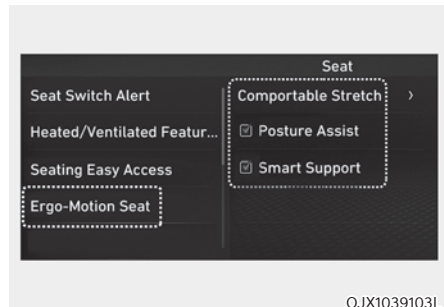 Seat
Seat Switch Alert
Heated/Ventilated Featur...
Seating Easy Access
Ergo-Motion Seat
Comportable Stretch >
Posture Assist
Smart Support
OJX1039103L